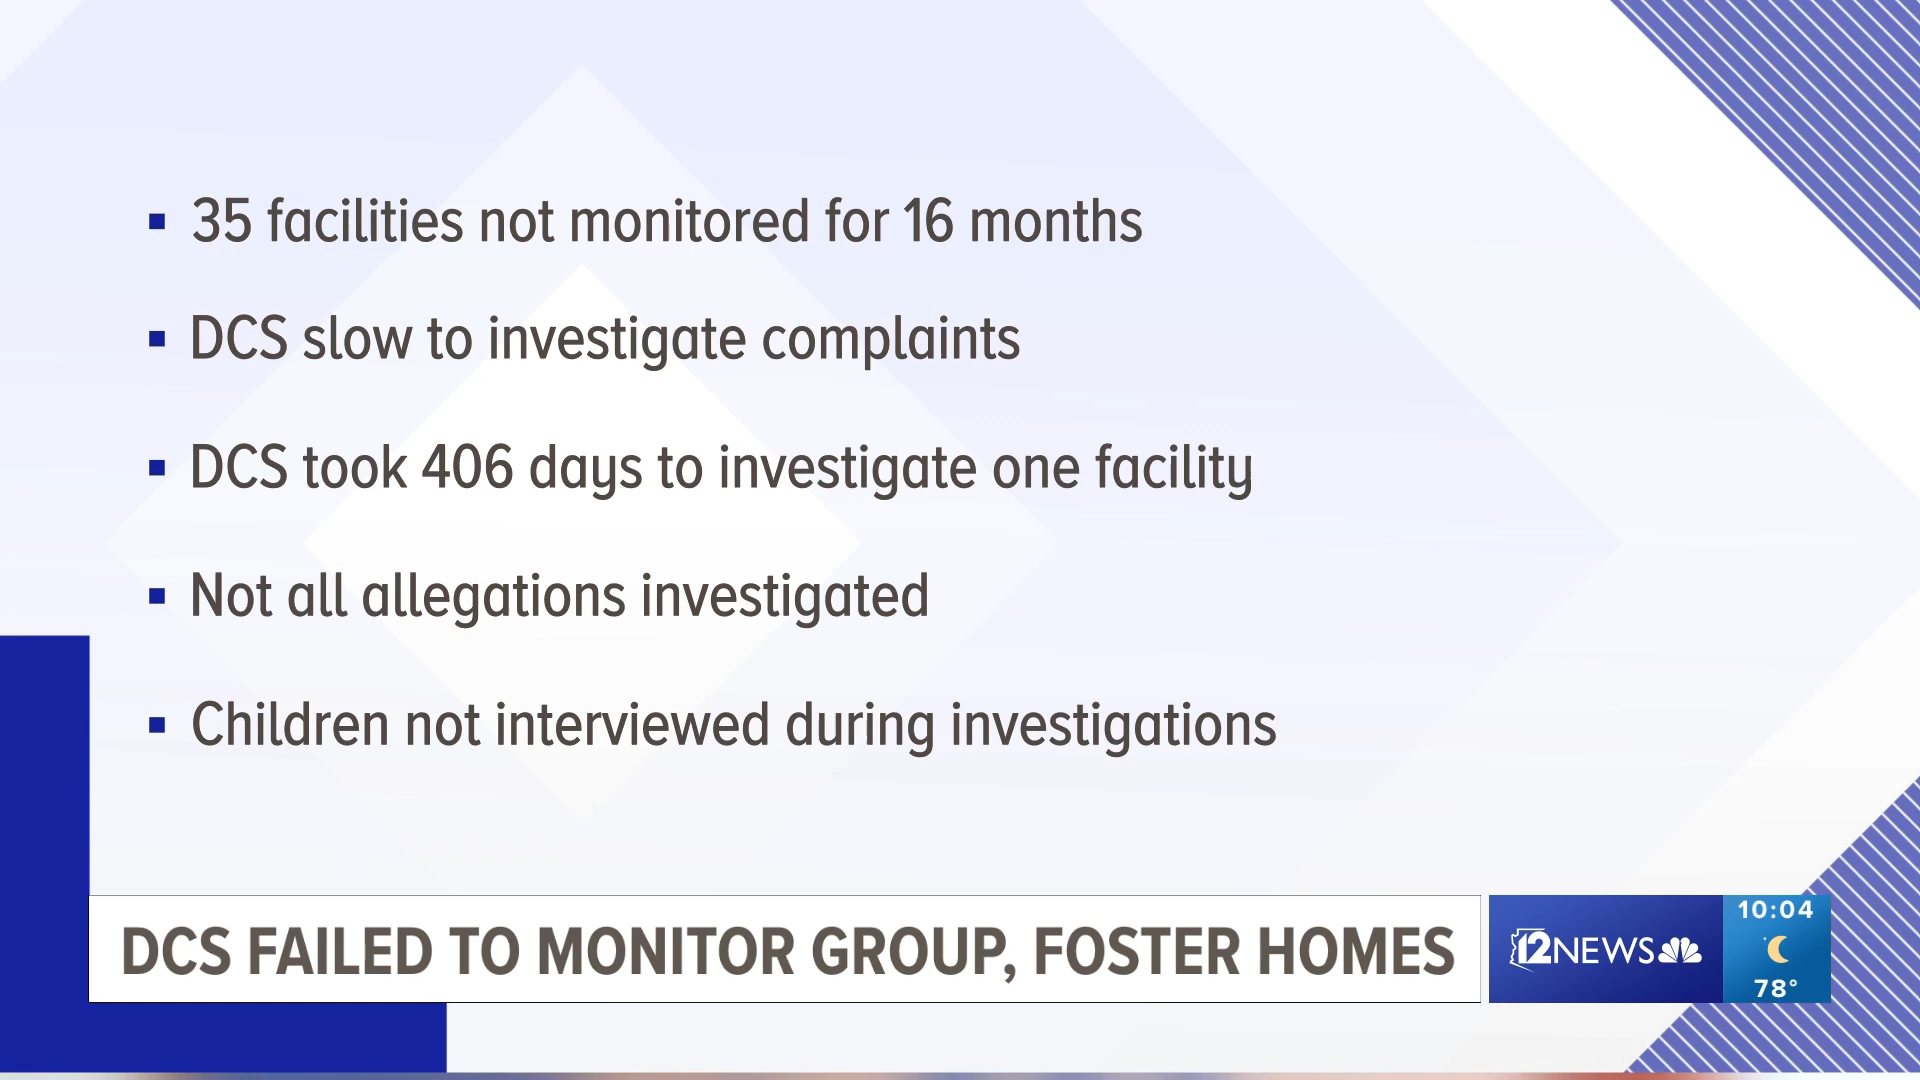 ▪ 35 facilities not monitored for 16 months
▪ DCS slow to investigate complaints
▪ DCS took 406 days to investigate one facility
▪ Not all allegations investigated
▪ Children not interviewed during investigations
DCS FAILED TO MONITOR GROUP, FOSTER HOMES
12NEWS
10:04
78°